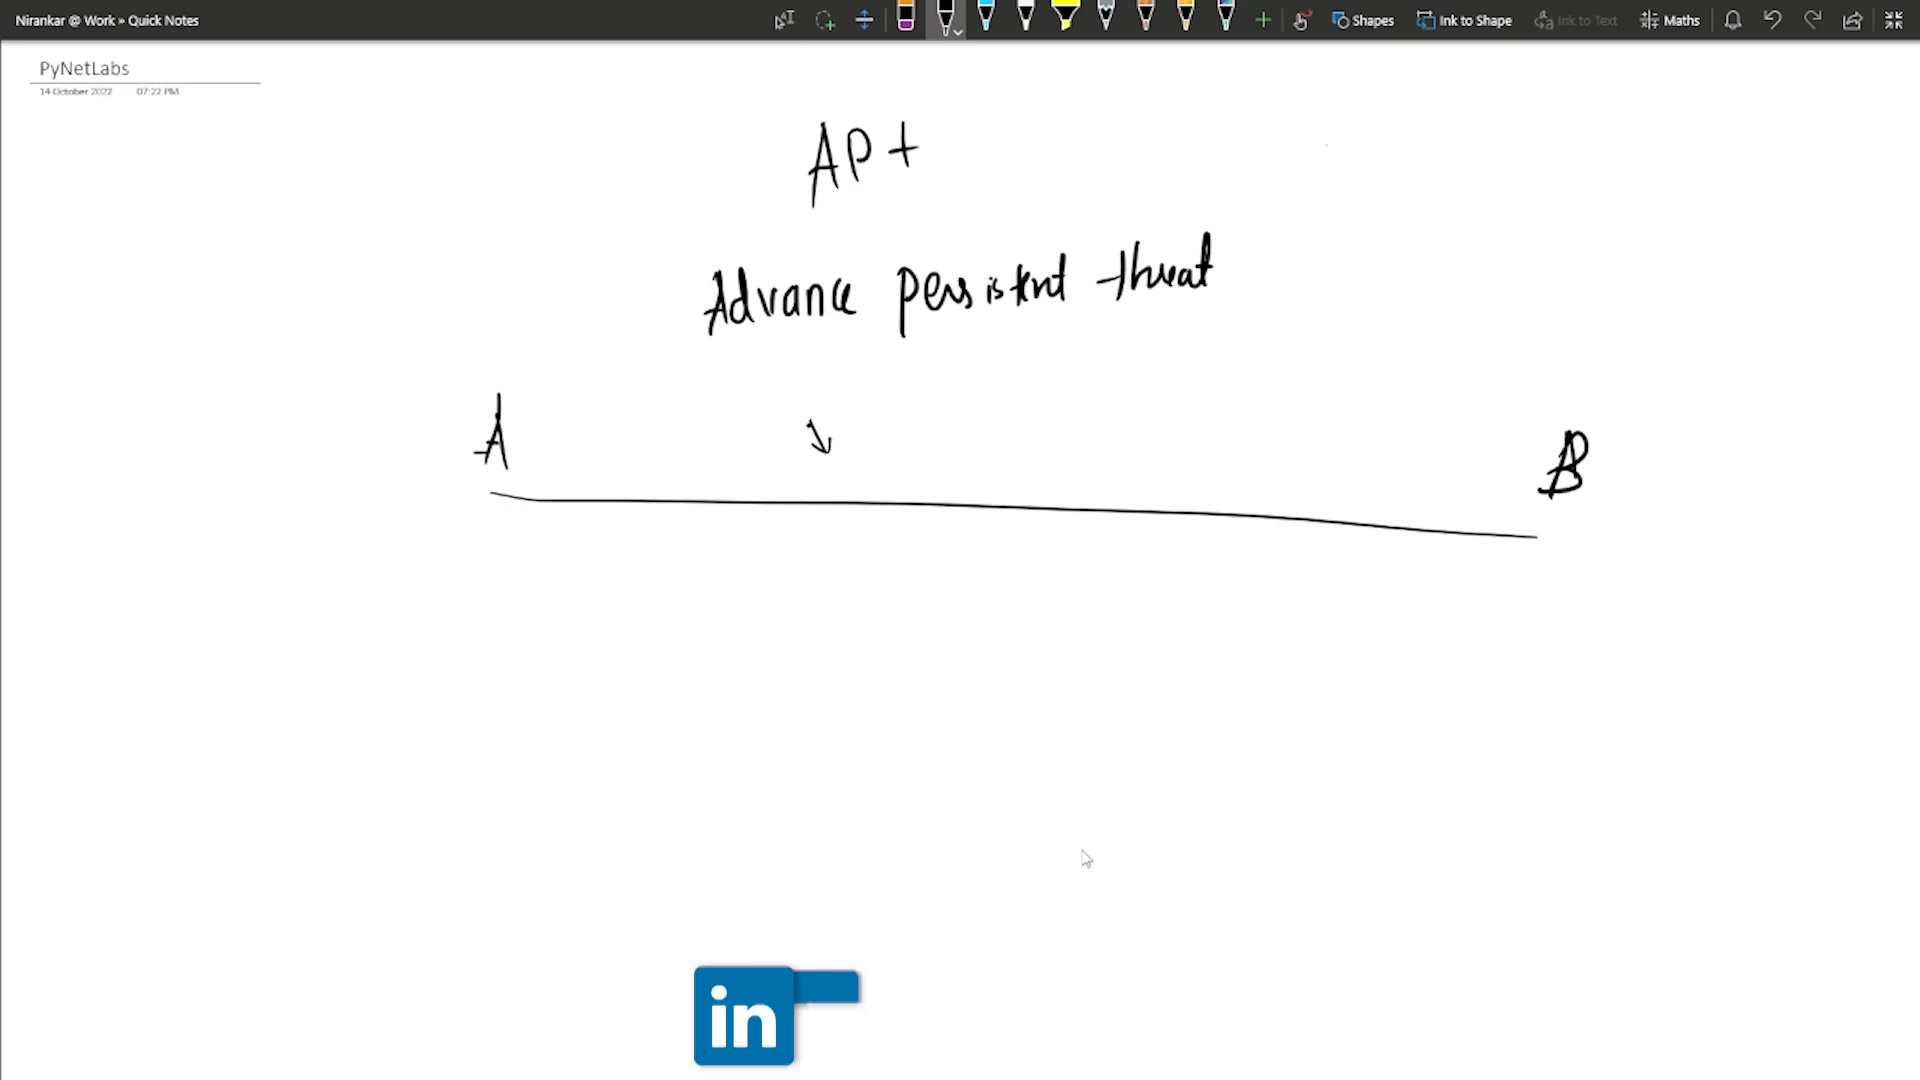 Nirankar @ Work » Quick Notes
Shapes Ink to Shape Ink to Text Maths
PyNetLabs
14 October 2022 07:22 PM
APt
Advance persistent threat
A B
in